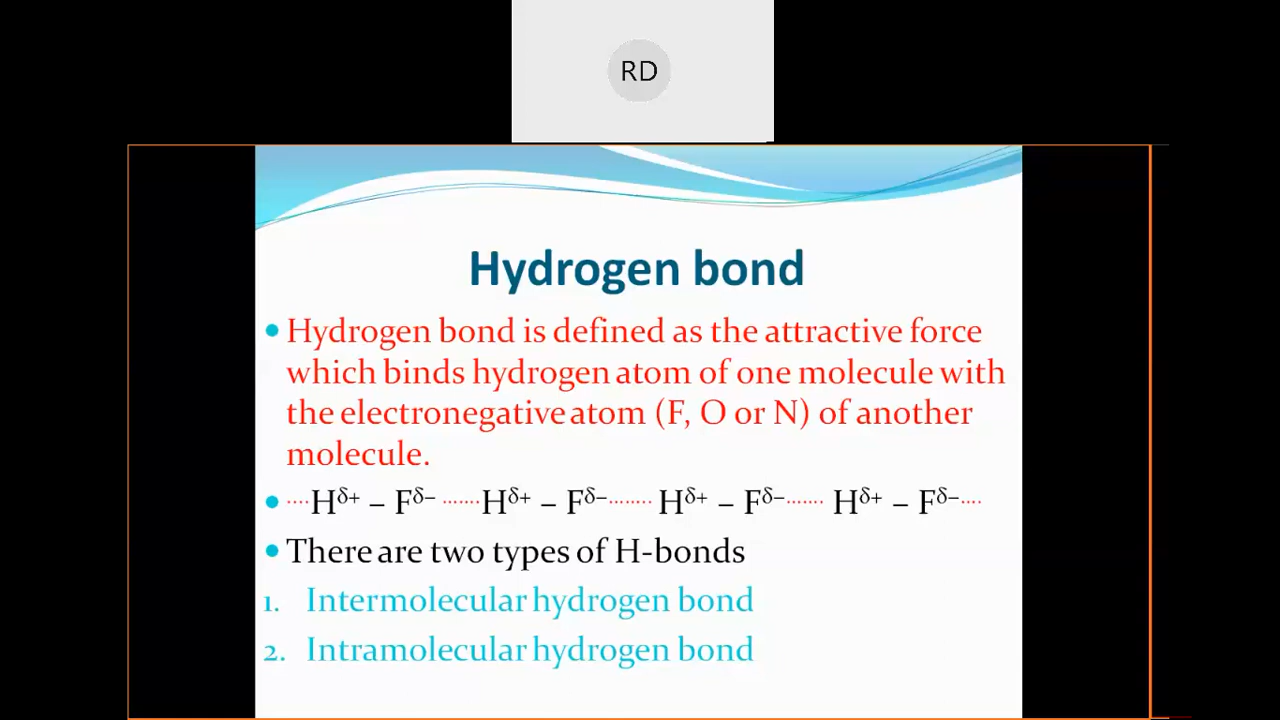 RD
Hydrogen bond
• Hydrogen bond is defined as the attractive force
which binds hydrogen atom of one molecule with
the electronegative atom (F, O or N) of another
molecule.
• ····Hᵟ⁺ – Fᵟ⁻ ·······Hᵟ⁺ – Fᵟ⁻········ Hᵟ⁺ – Fᵟ⁻······· Hᵟ⁺ – Fᵟ⁻····
• There are two types of H-bonds
1. Intermolecular hydrogen bond
2. Intramolecular hydrogen bond